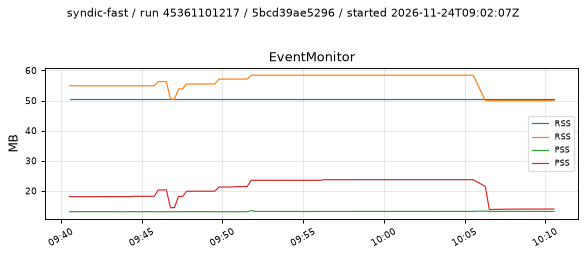 syndic-fast / run 45361101217 / 5bcd39ae5296 / started 2026-11-24T09:02:07Z
EventMonitor
MB
60
50
40
30
20
RSS
RSS
PSS
PSS
09:40
09:45
09:50
09:55
10:00
10:05
10:10